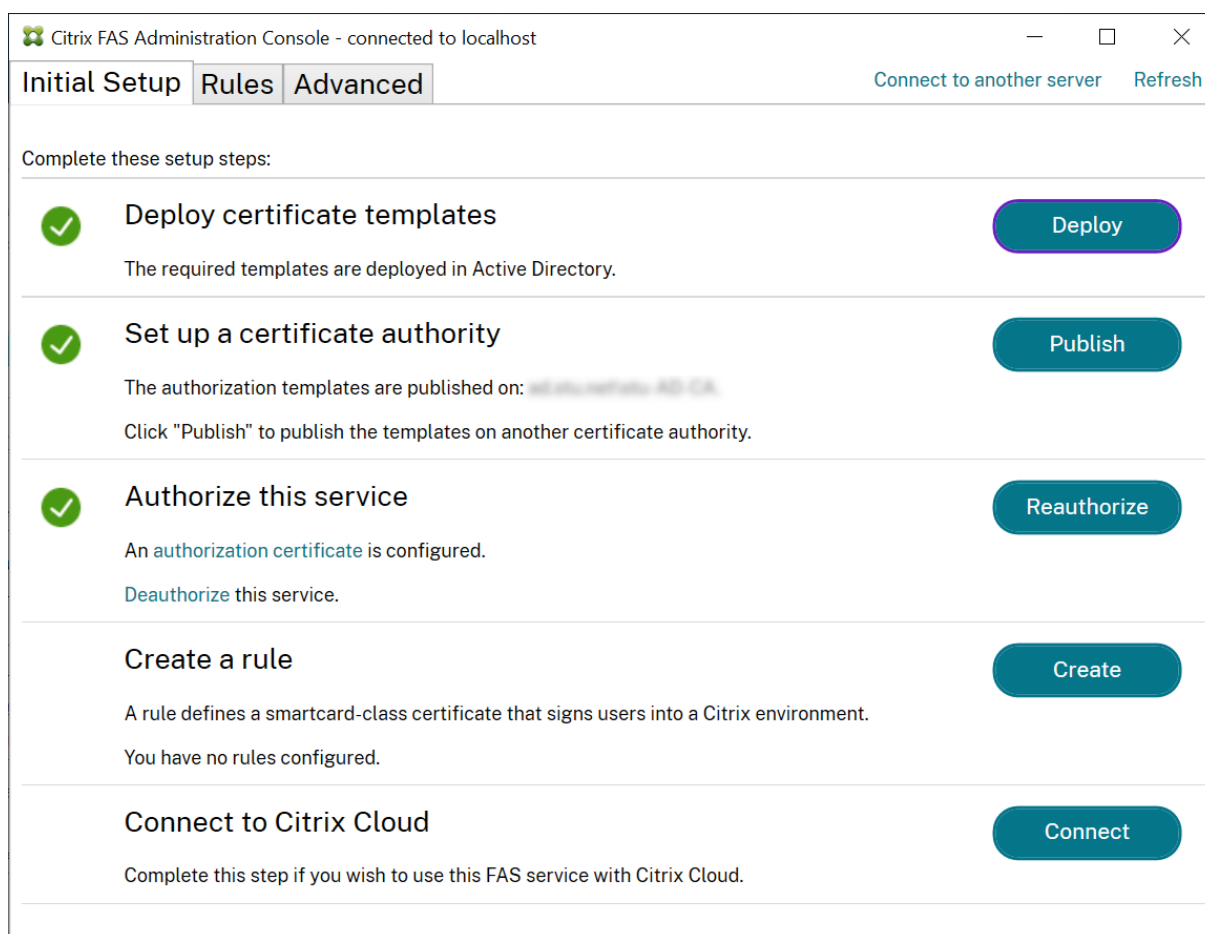 Citrix FAS Administration Console - connected to localhost
Initial Setup Rules Advanced Connect to another server Refresh
Complete these setup steps:
Deploy certificate templates
Deploy
The required templates are deployed in Active Directory.
Set up a certificate authority
Publish
The authorization templates are published on:
Click "Publish" to publish the templates on another certificate authority.
Authorize this service
Reauthorize
An authorization certificate is configured.
Deauthorize this service.
Create a rule
Create
A rule defines a smartcard-class certificate that signs users into a Citrix environment.
You have no rules configured.
Connect to Citrix Cloud
Connect
Complete this step if you wish to use this FAS service with Citrix Cloud.